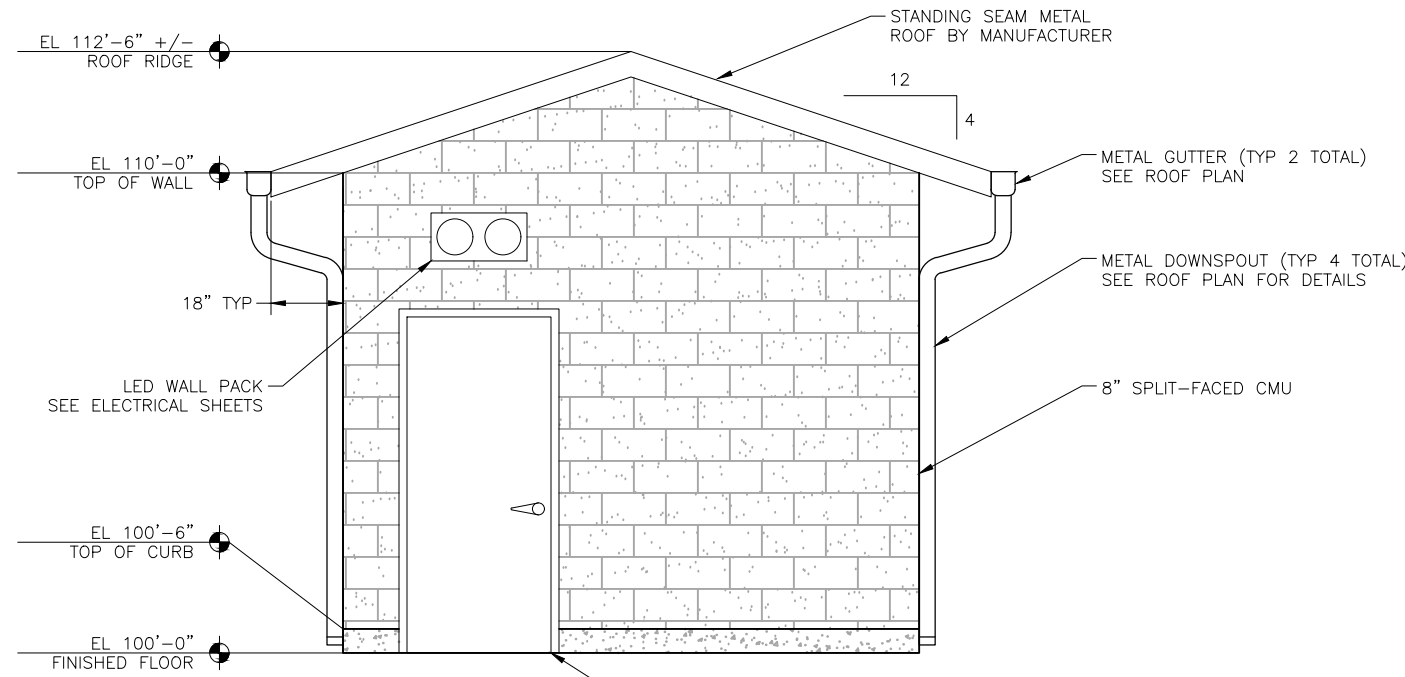 STANDING SEAM METAL
ROOF BY MANUFACTURER
EL 112'-6" +/-
ROOF RIDGE
12
4
EL 110'-0"
TOP OF WALL
METAL GUTTER (TYP 2 TOTAL)
SEE ROOF PLAN
METAL DOWNSPOUT (TYP 4 TOTAL)
SEE ROOF PLAN FOR DETAILS
18" TYP
LED WALL PACK
SEE ELECTRICAL SHEETS
8" SPLIT-FACED CMU
EL 100'-6"
TOP OF CURB
EL 100'-0"
FINISHED FLOOR